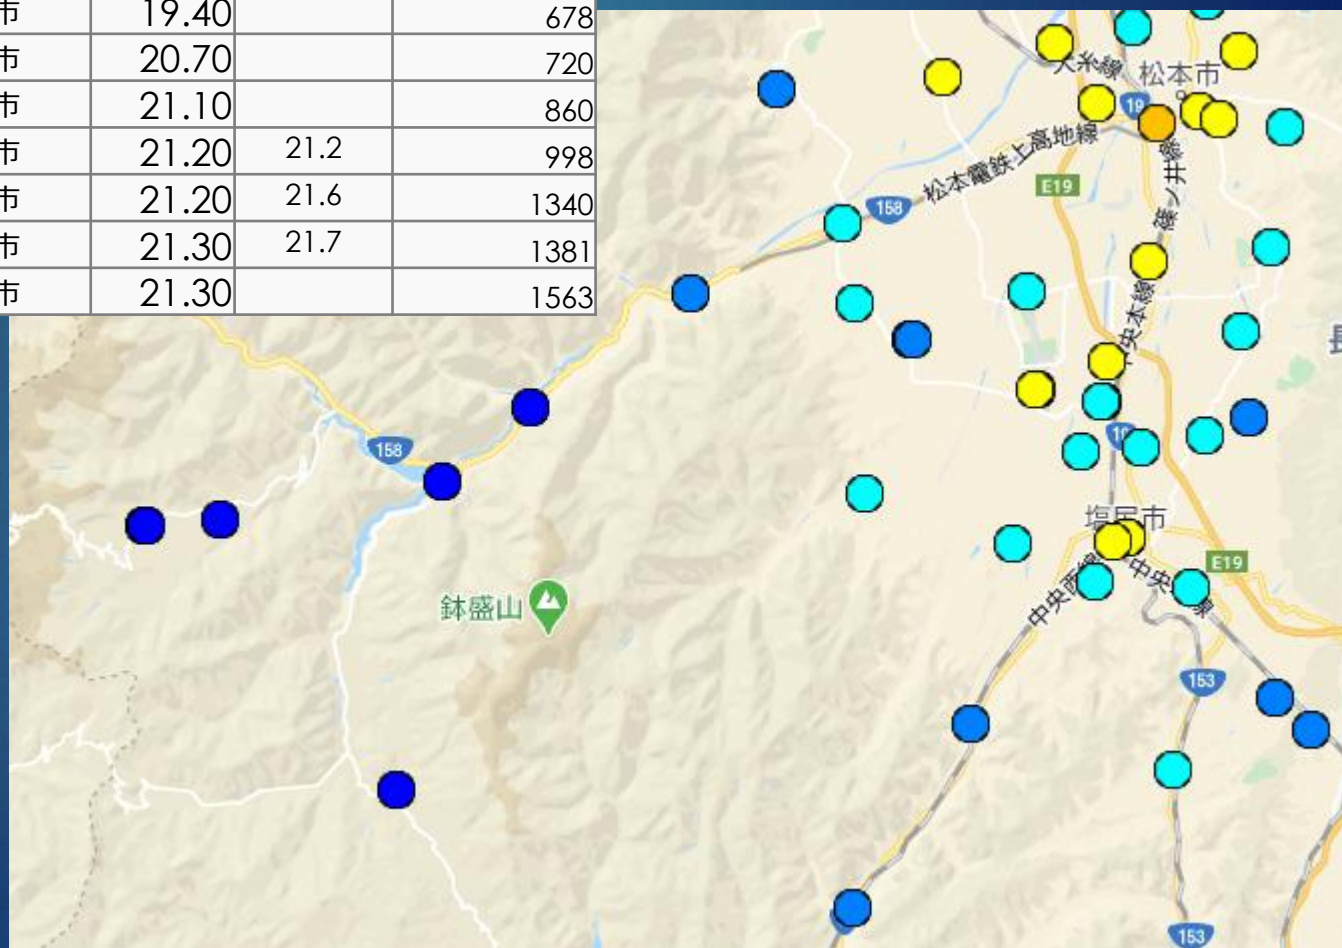 市 19.40 678
市 20.70 720
市 21.10 860
市 21.20 21.2 998
市 21.20 21.6 1340
市 21.30 21.7 1381
市 21.30 1563
大糸線
松本市
19
松本電鉄上高地線
E19
158
篠ノ井線
中央本線
158
19
塩尻市
E19
鉢盛山
中央西線
中央東
153
153